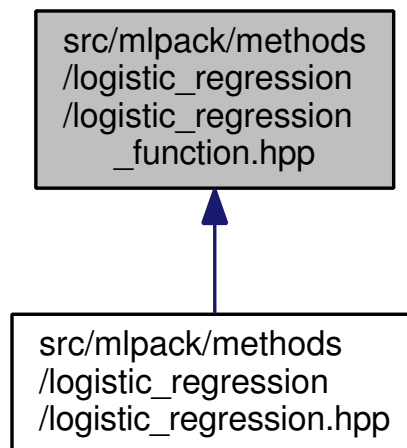 src/mlpack/methods
/logistic_regression
/logistic_regression
_function.hpp
src/mlpack/methods
/logistic_regression
/logistic_regression.hpp